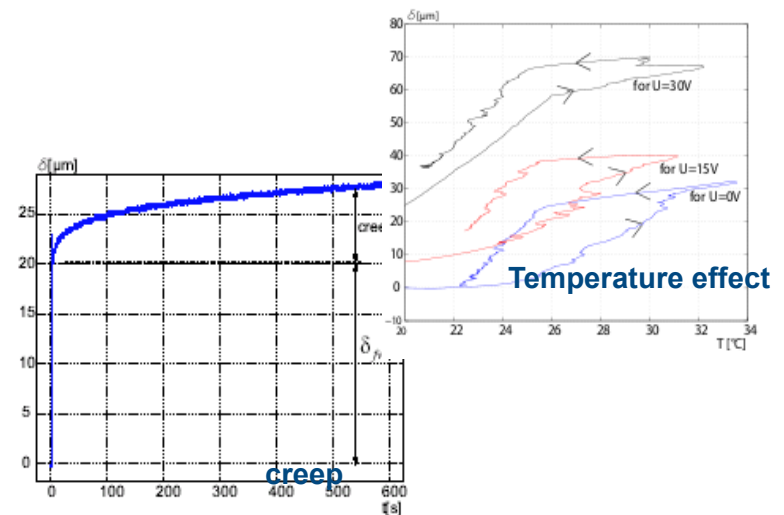 δ[μm]
80
70
60
50
40
30
20
10
0
−10
for U=30V
for U=15V
for U=0V
Temperature effect
20 22 24 26 28 30 32 34
T [°C]
δ[μm]
25
20
15
10
5
0
δ
creep
0 100 200 300 400 500 600
t[s]